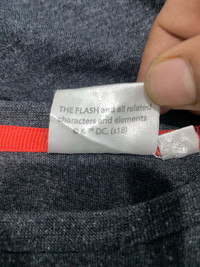 THE FLASH and all related
characters and elements
© & ™ DC. (s18)